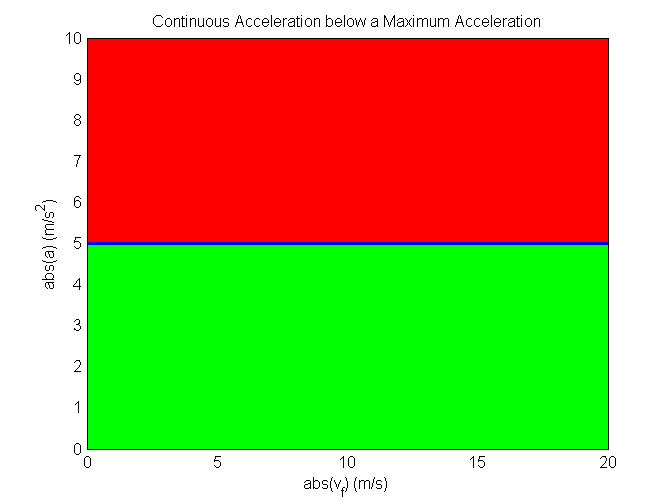 Continuous Acceleration below a Maximum Acceleration
10
9
8
7
6
5
4
3
2
1
0
abs(a) (m/s²)
0 5 10 15 20
abs(v_f) (m/s)